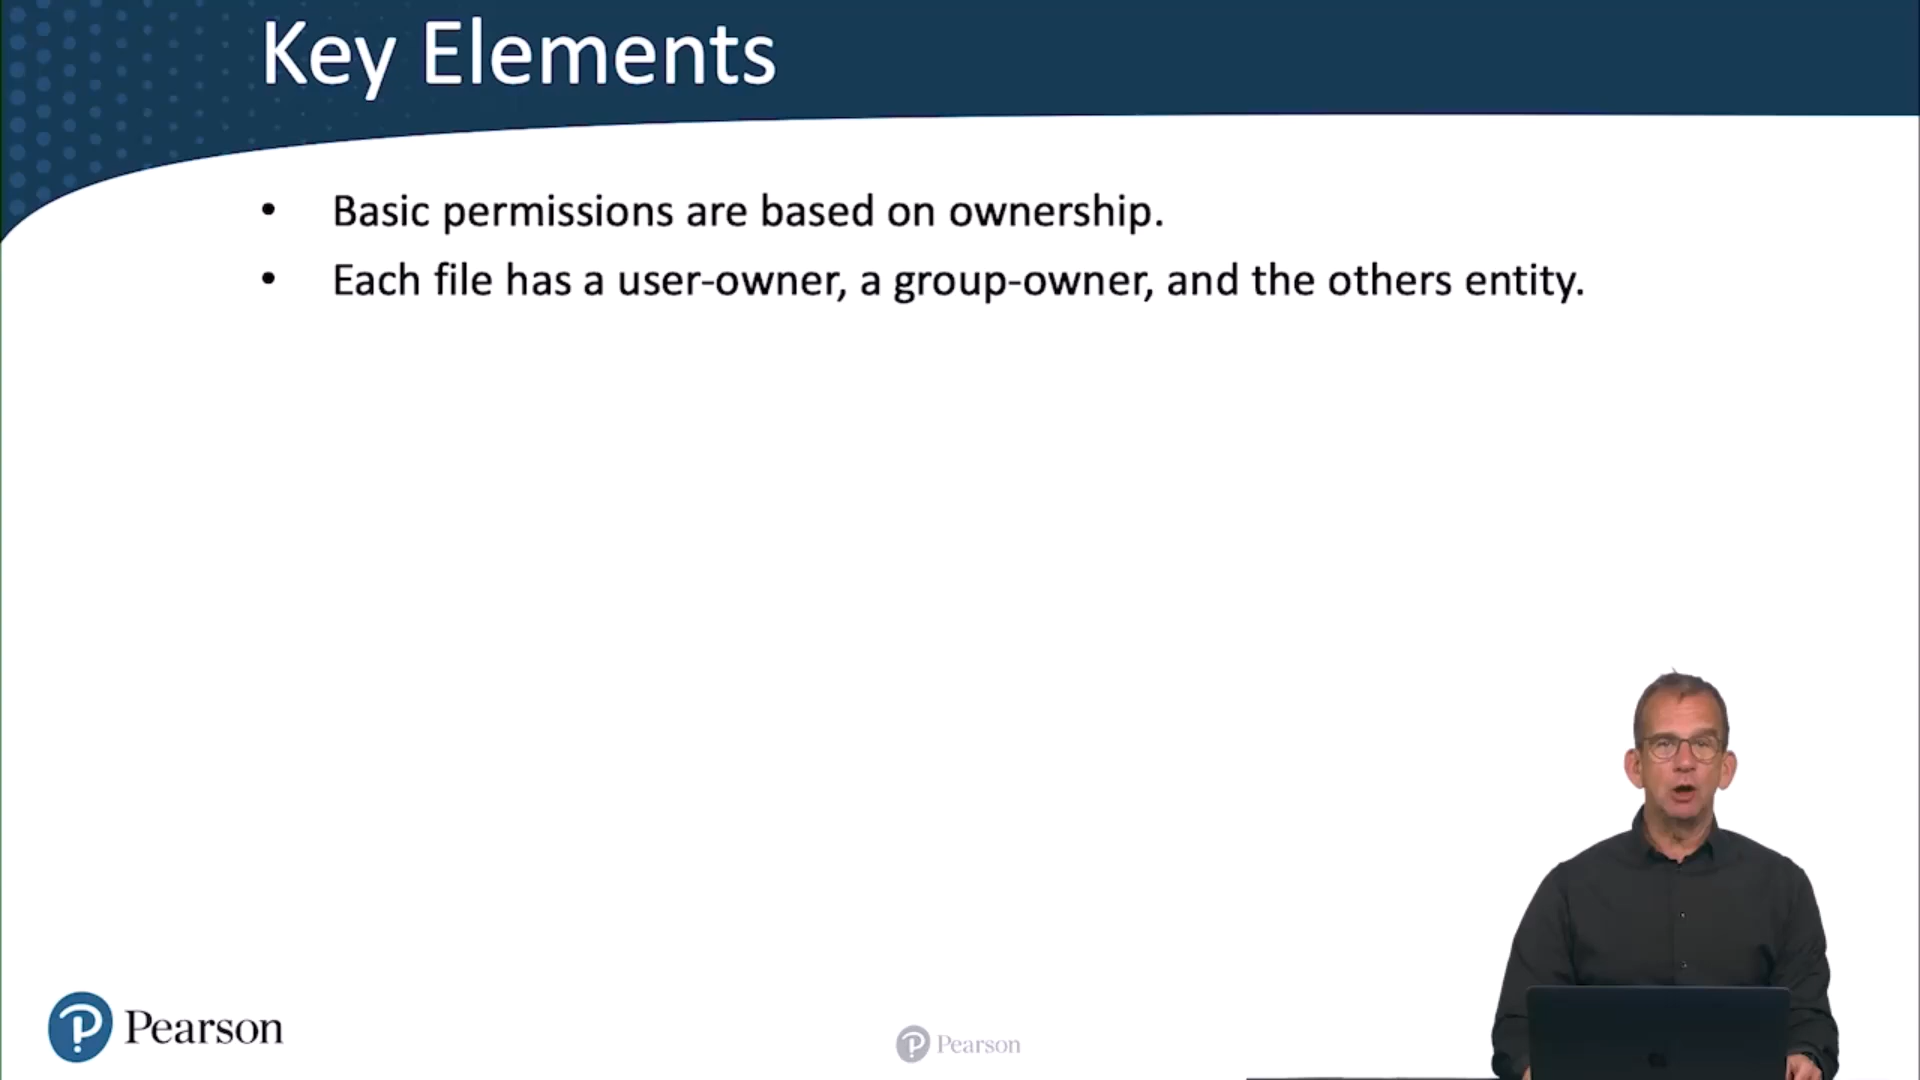 Key Elements
• Basic permissions are based on ownership.
• Each file has a user-owner, a group-owner, and the others entity.
Pearson
Pearson